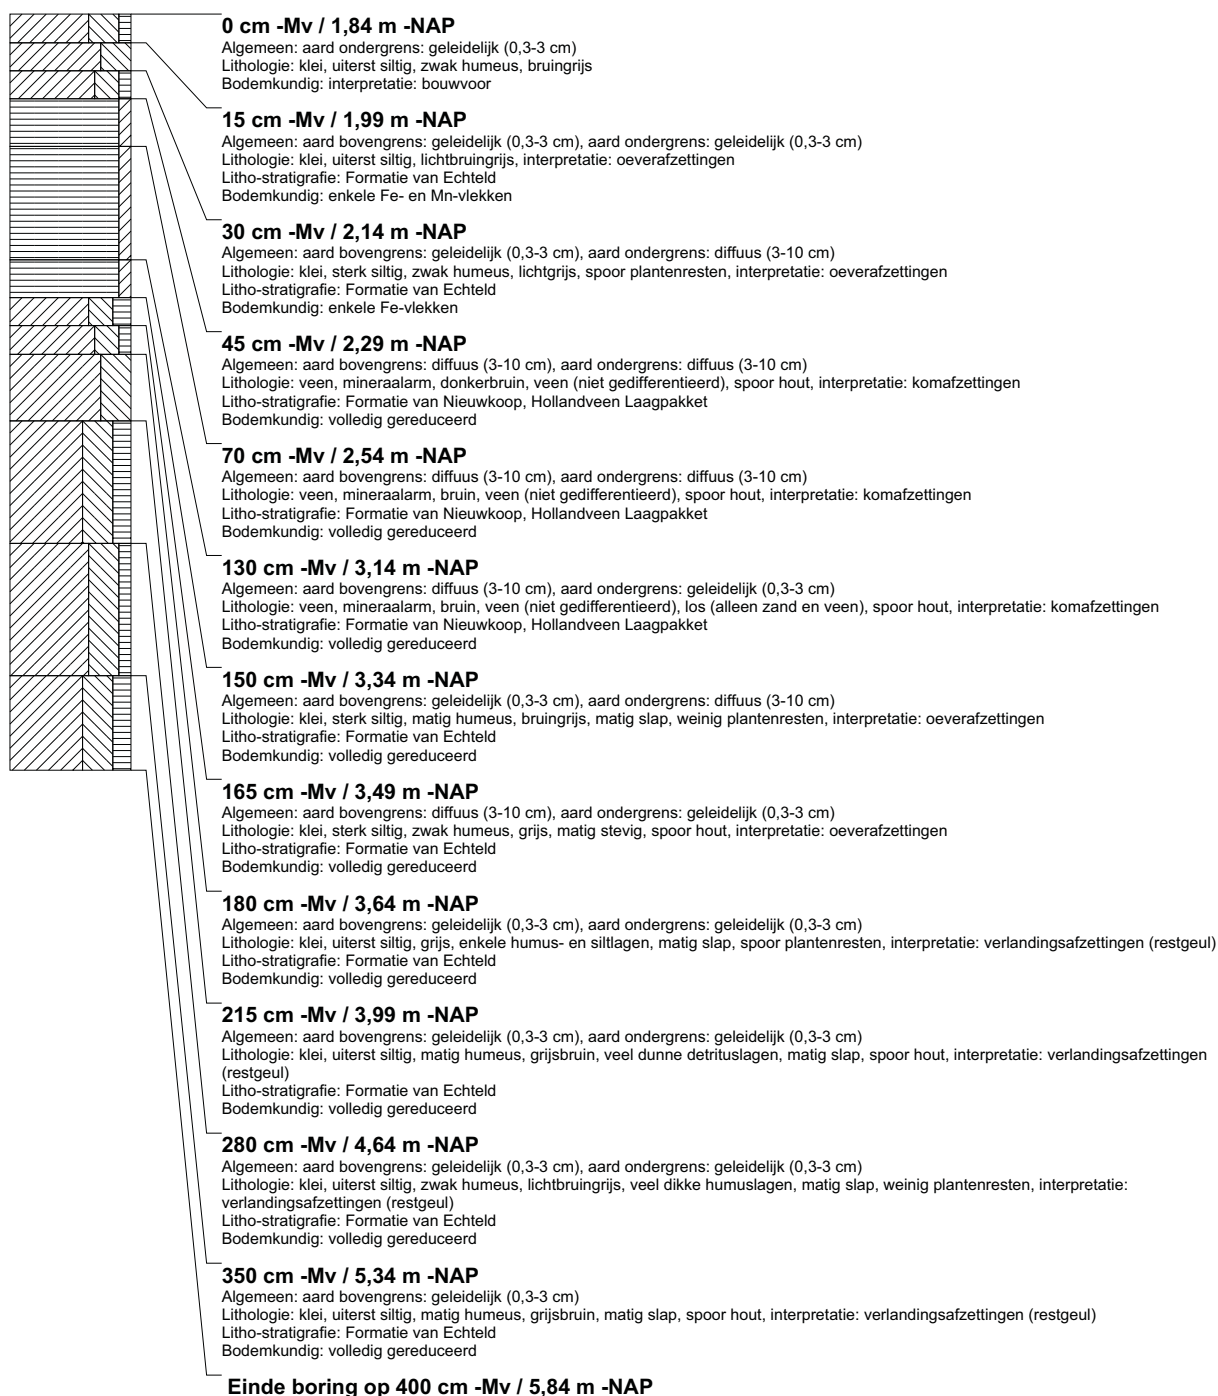 0 cm -Mv / 1,84 m -NAP
Algemeen: aard ondergrens: geleidelijk (0,3-3 cm)
Lithologie: klei, uiterst siltig, zwak humeus, bruingrijs
Bodemkundig: interpretatie: bouwvoor
15 cm -Mv / 1,99 m -NAP
Algemeen: aard bovengrens: geleidelijk (0,3-3 cm), aard ondergrens: geleidelijk (0,3-3 cm)
Lithologie: klei, uiterst siltig, lichtbruingrijs, interpretatie: oeverafzettingen
Litho-stratigrafie: Formatie van Echteld
Bodemkundig: enkele Fe- en Mn-vlekken
30 cm -Mv / 2,14 m -NAP
Algemeen: aard bovengrens: geleidelijk (0,3-3 cm), aard ondergrens: diffuus (3-10 cm)
Lithologie: klei, sterk siltig, zwak humeus, lichtgrijs, spoor plantenresten, interpretatie: oeverafzettingen
Litho-stratigrafie: Formatie van Echteld
Bodemkundig: enkele Fe-vlekken
45 cm -Mv / 2,29 m -NAP
Algemeen: aard bovengrens: diffuus (3-10 cm), aard ondergrens: diffuus (3-10 cm)
Lithologie: veen, mineraalarm, donkerbruin, veen (niet gedifferentieerd), spoor hout, interpretatie: komafzettingen
Litho-stratigrafie: Formatie van Nieuwkoop, Hollandveen Laagpakket
Bodemkundig: volledig gereduceerd
70 cm -Mv / 2,54 m -NAP
Algemeen: aard bovengrens: diffuus (3-10 cm), aard ondergrens: diffuus (3-10 cm)
Lithologie: veen, mineraalarm, bruin, veen (niet gedifferentieerd), spoor hout, interpretatie: komafzettingen
Litho-stratigrafie: Formatie van Nieuwkoop, Hollandveen Laagpakket
Bodemkundig: volledig gereduceerd
130 cm -Mv / 3,14 m -NAP
Algemeen: aard bovengrens: diffuus (3-10 cm), aard ondergrens: geleidelijk (0,3-3 cm)
Lithologie: veen, mineraalarm, bruin, veen (niet gedifferentieerd), los (alleen zand en veen), spoor hout, interpretatie: komafzettingen
Litho-stratigrafie: Formatie van Nieuwkoop, Hollandveen Laagpakket
Bodemkundig: volledig gereduceerd
150 cm -Mv / 3,34 m -NAP
Algemeen: aard bovengrens: geleidelijk (0,3-3 cm), aard ondergrens: diffuus (3-10 cm)
Lithologie: klei, sterk siltig, matig humeus, bruingrijs, matig slap, weinig plantenresten, interpretatie: oeverafzettingen
Litho-stratigrafie: Formatie van Echteld
Bodemkundig: volledig gereduceerd
165 cm -Mv / 3,49 m -NAP
Algemeen: aard bovengrens: diffuus (3-10 cm), aard ondergrens: geleidelijk (0,3-3 cm)
Lithologie: klei, sterk siltig, zwak humeus, grijs, matig stevig, spoor hout, interpretatie: oeverafzettingen
Litho-stratigrafie: Formatie van Echteld
Bodemkundig: volledig gereduceerd
180 cm -Mv / 3,64 m -NAP
Algemeen: aard bovengrens: geleidelijk (0,3-3 cm), aard ondergrens: geleidelijk (0,3-3 cm)
Lithologie: klei, uiterst siltig, grijs, enkele humus- en siltlagen, matig slap, spoor plantenresten, interpretatie: verlandingsafzettingen (restgeul)
Litho-stratigrafie: Formatie van Echteld
Bodemkundig: volledig gereduceerd
215 cm -Mv / 3,99 m -NAP
Algemeen: aard bovengrens: geleidelijk (0,3-3 cm), aard ondergrens: geleidelijk (0,3-3 cm)
Lithologie: klei, uiterst siltig, matig humeus, grijsbruin, veel dunne detrituslagen, matig slap, spoor hout, interpretatie: verlandingsafzettingen
(restgeul)
Litho-stratigrafie: Formatie van Echteld
Bodemkundig: volledig gereduceerd
280 cm -Mv / 4,64 m -NAP
Algemeen: aard bovengrens: geleidelijk (0,3-3 cm), aard ondergrens: geleidelijk (0,3-3 cm)
Lithologie: klei, uiterst siltig, zwak humeus, lichtbruingrijs, veel dikke humuslagen, matig slap, weinig plantenresten, interpretatie:
verlandingsafzettingen (restgeul)
Litho-stratigrafie: Formatie van Echteld
Bodemkundig: volledig gereduceerd
350 cm -Mv / 5,34 m -NAP
Algemeen: aard bovengrens: geleidelijk (0,3-3 cm)
Lithologie: klei, uiterst siltig, matig humeus, grijsbruin, matig slap, spoor hout, interpretatie: verlandingsafzettingen (restgeul)
Litho-stratigrafie: Formatie van Echteld
Bodemkundig: volledig gereduceerd
Einde boring op 400 cm -Mv / 5,84 m -NAP